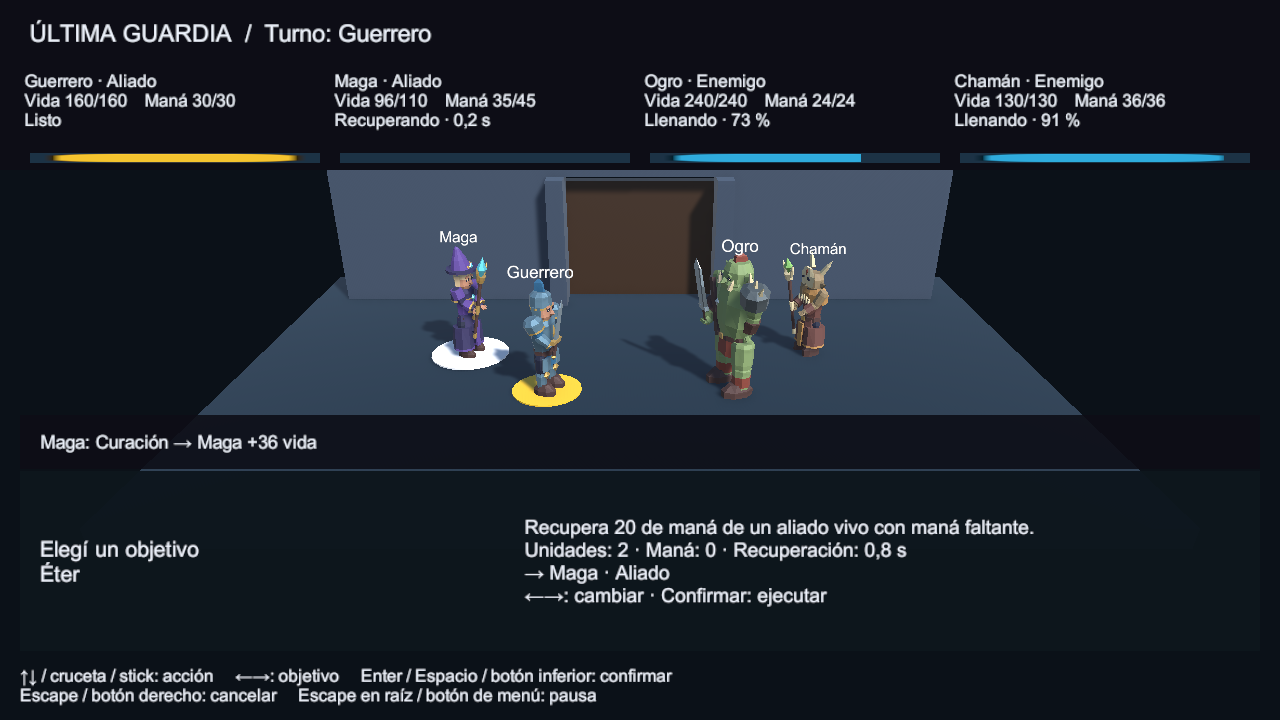 ÚLTIMA GUARDIA / Turno: Guerrero
Guerrero · Aliado
Vida 160/160 Maná 30/30
Listo
Maga · Aliado
Vida 96/110 Maná 35/45
Recuperando · 0,2 s
Ogro · Enemigo
Vida 240/240 Maná 24/24
Llenando · 73 %
Chamán · Enemigo
Vida 130/130 Maná 36/36
Llenando · 91 %
Maga
Guerrero
Ogro
Chamán
Maga: Curación → Maga +36 vida
Elegí un objetivo
Éter
Recupera 20 de maná de un aliado vivo con maná faltante.
Unidades: 2 · Maná: 0 · Recuperación: 0,8 s
→ Maga · Aliado
←→: cambiar · Confirmar: ejecutar
↑↓ / cruceta / stick: acción ←→: objetivo Enter / Espacio / botón inferior: confirmar
Escape / botón derecho: cancelar Escape en raíz / botón de menú: pausa